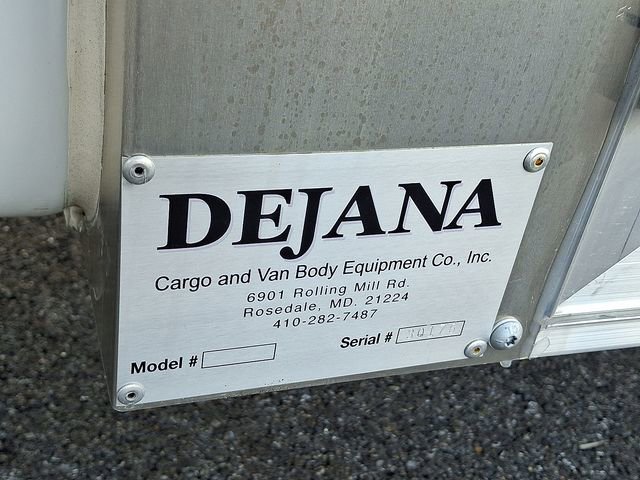 DEJANA
Cargo and Van Body Equipment Co., Inc.
6901 Rolling Mill Rd.
Rosedale, MD. 21224
410-282-7487
Model #
Serial #